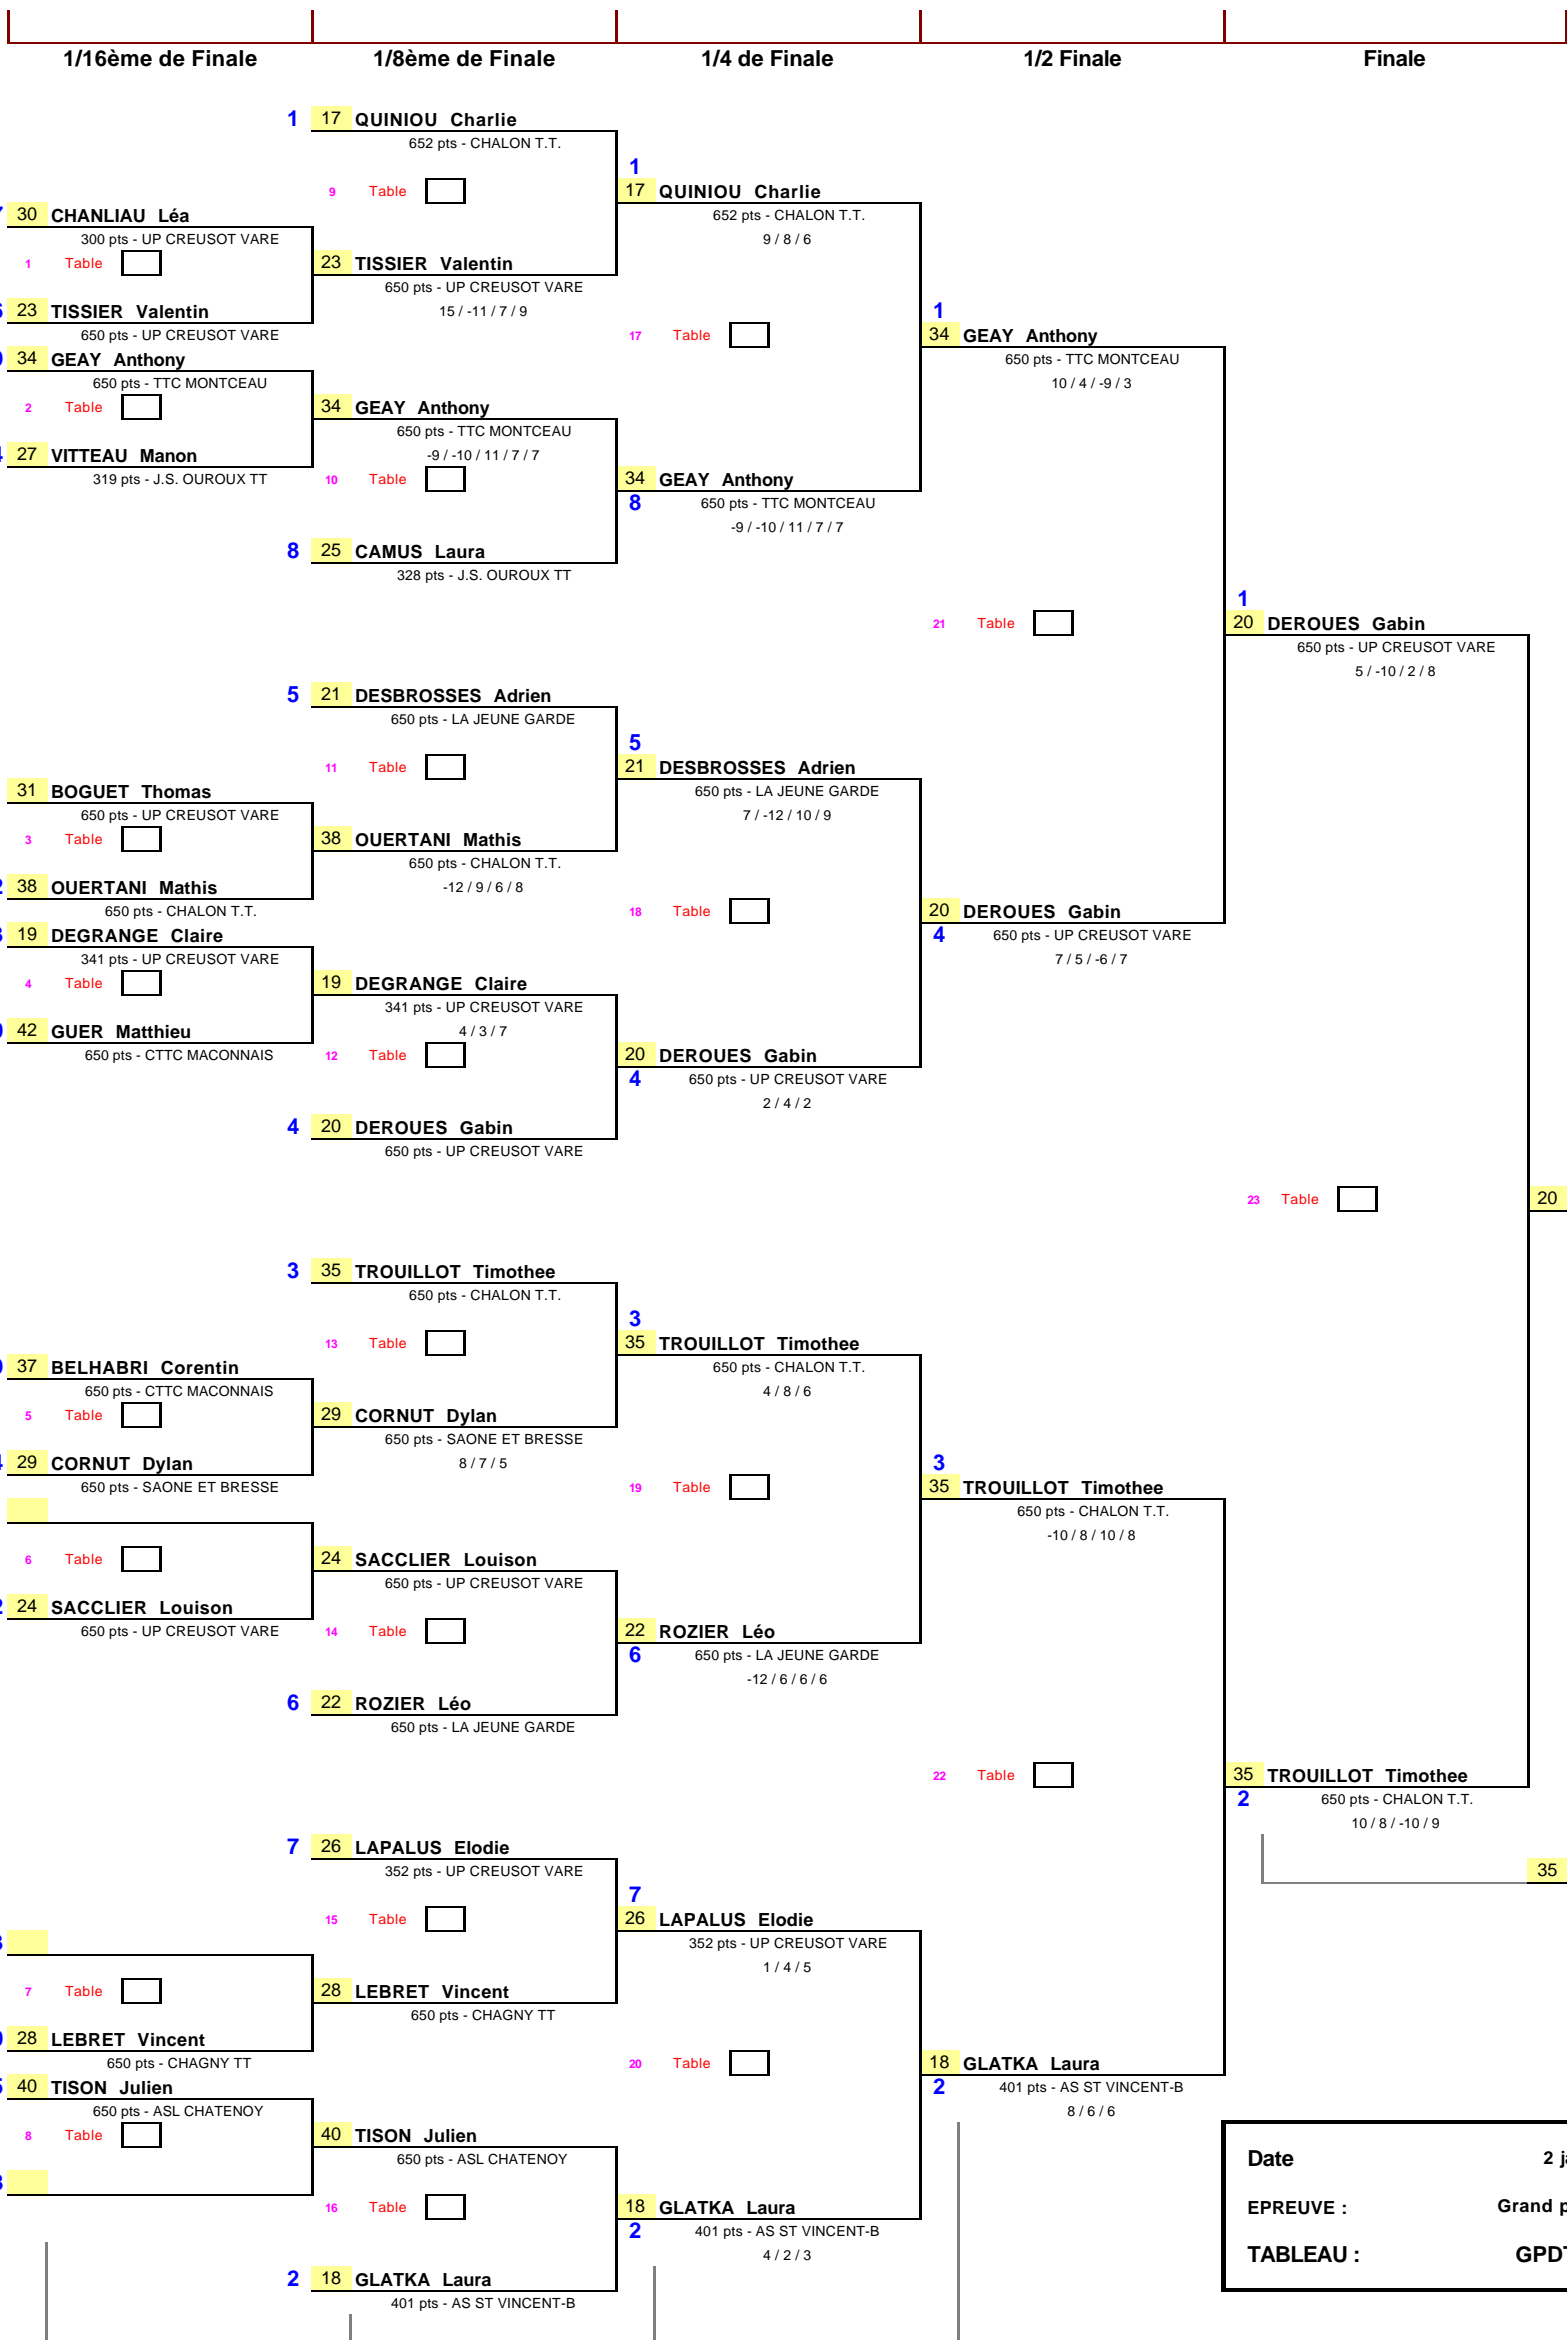 1/16ème de Finale 1/8ème de Finale 1/4 de Finale 1/2 Finale Finale
1 17 QUINIOU Charlie
652 pts - CHALON T.T.
1
9 Table
17 QUINIOU Charlie
30 CHANLIAU Léa
652 pts - CHALON T.T.
300 pts - UP CREUSOT VARE
9 / 8 / 6
1 Table
23 TISSIER Valentin
650 pts - UP CREUSOT VARE
23 TISSIER Valentin
15 / -11 / 7 / 9
1
650 pts - UP CREUSOT VARE
17 Table
34 GEAY Anthony
34 GEAY Anthony
650 pts - TTC MONTCEAU
650 pts - TTC MONTCEAU
10 / 4 / -9 / 3
2 Table
34 GEAY Anthony
650 pts - TTC MONTCEAU
27 VITTEAU Manon
-9 / -10 / 11 / 7 / 7
319 pts - J.S. OUROUX TT
10 Table
34 GEAY Anthony
8
650 pts - TTC MONTCEAU
-9 / -10 / 11 / 7 / 7
8 25 CAMUS Laura
328 pts - J.S. OUROUX TT
1
21 Table
20 DEROUES Gabin
650 pts - UP CREUSOT VARE
5 / -10 / 2 / 8
5 21 DESBROSSES Adrien
650 pts - LA JEUNE GARDE
5
11 Table
21 DESBROSSES Adrien
31 BOGUET Thomas
650 pts - LA JEUNE GARDE
650 pts - UP CREUSOT VARE
7 / -12 / 10 / 9
3 Table
38 OUERTANI Mathis
650 pts - CHALON T.T.
38 OUERTANI Mathis
-12 / 9 / 6 / 8
650 pts - CHALON T.T.
18 Table
20 DEROUES Gabin
19 DEGRANGE Claire
4
650 pts - UP CREUSOT VARE
341 pts - UP CREUSOT VARE
7 / 5 / -6 / 7
4 Table
19 DEGRANGE Claire
341 pts - UP CREUSOT VARE
42 GUER Matthieu
4 / 3 / 7
650 pts - CTTC MACONNAIS
12 Table
20 DEROUES Gabin
4
650 pts - UP CREUSOT VARE
2 / 4 / 2
4 20 DEROUES Gabin
650 pts - UP CREUSOT VARE
23 Table
20
3 35 TROUILLOT Timothee
650 pts - CHALON T.T.
3
13 Table
35 TROUILLOT Timothee
37 BELHABRI Corentin
650 pts - CHALON T.T.
650 pts - CTTC MACONNAIS
4 / 8 / 6
5 Table
29 CORNUT Dylan
650 pts - SAONE ET BRESSE
29 CORNUT Dylan
8 / 7 / 5
3
650 pts - SAONE ET BRESSE
19 Table
35 TROUILLOT Timothee
650 pts - CHALON T.T.
-10 / 8 / 10 / 8
6 Table
24 SACCLIER Louison
650 pts - UP CREUSOT VARE
24 SACCLIER Louison
650 pts - UP CREUSOT VARE
14 Table
22 ROZIER Léo
6
650 pts - LA JEUNE GARDE
-12 / 6 / 6 / 6
6 22 ROZIER Léo
650 pts - LA JEUNE GARDE
22 Table
35 TROUILLOT Timothee
2
650 pts - CHALON T.T.
10 / 8 / -10 / 9
7 26 LAPALUS Elodie
352 pts - UP CREUSOT VARE
35
7
15 Table
26 LAPALUS Elodie
352 pts - UP CREUSOT VARE
1 / 4 / 5
7 Table
28 LEBRET Vincent
650 pts - CHAGNY TT
28 LEBRET Vincent
650 pts - CHAGNY TT
20 Table
18 GLATKA Laura
40 TISON Julien
2
401 pts - AS ST VINCENT-B
650 pts - ASL CHATENOY
8 / 6 / 6
8 Table
40 TISON Julien
650 pts - ASL CHATENOY
Date 2
16 Table
18 GLATKA Laura
EPREUVE : Grand
2
401 pts - AS ST VINCENT-B
4 / 2 / 3
TABLEAU :
2 18 GLATKA Laura
401 pts - AS ST VINCENT-B